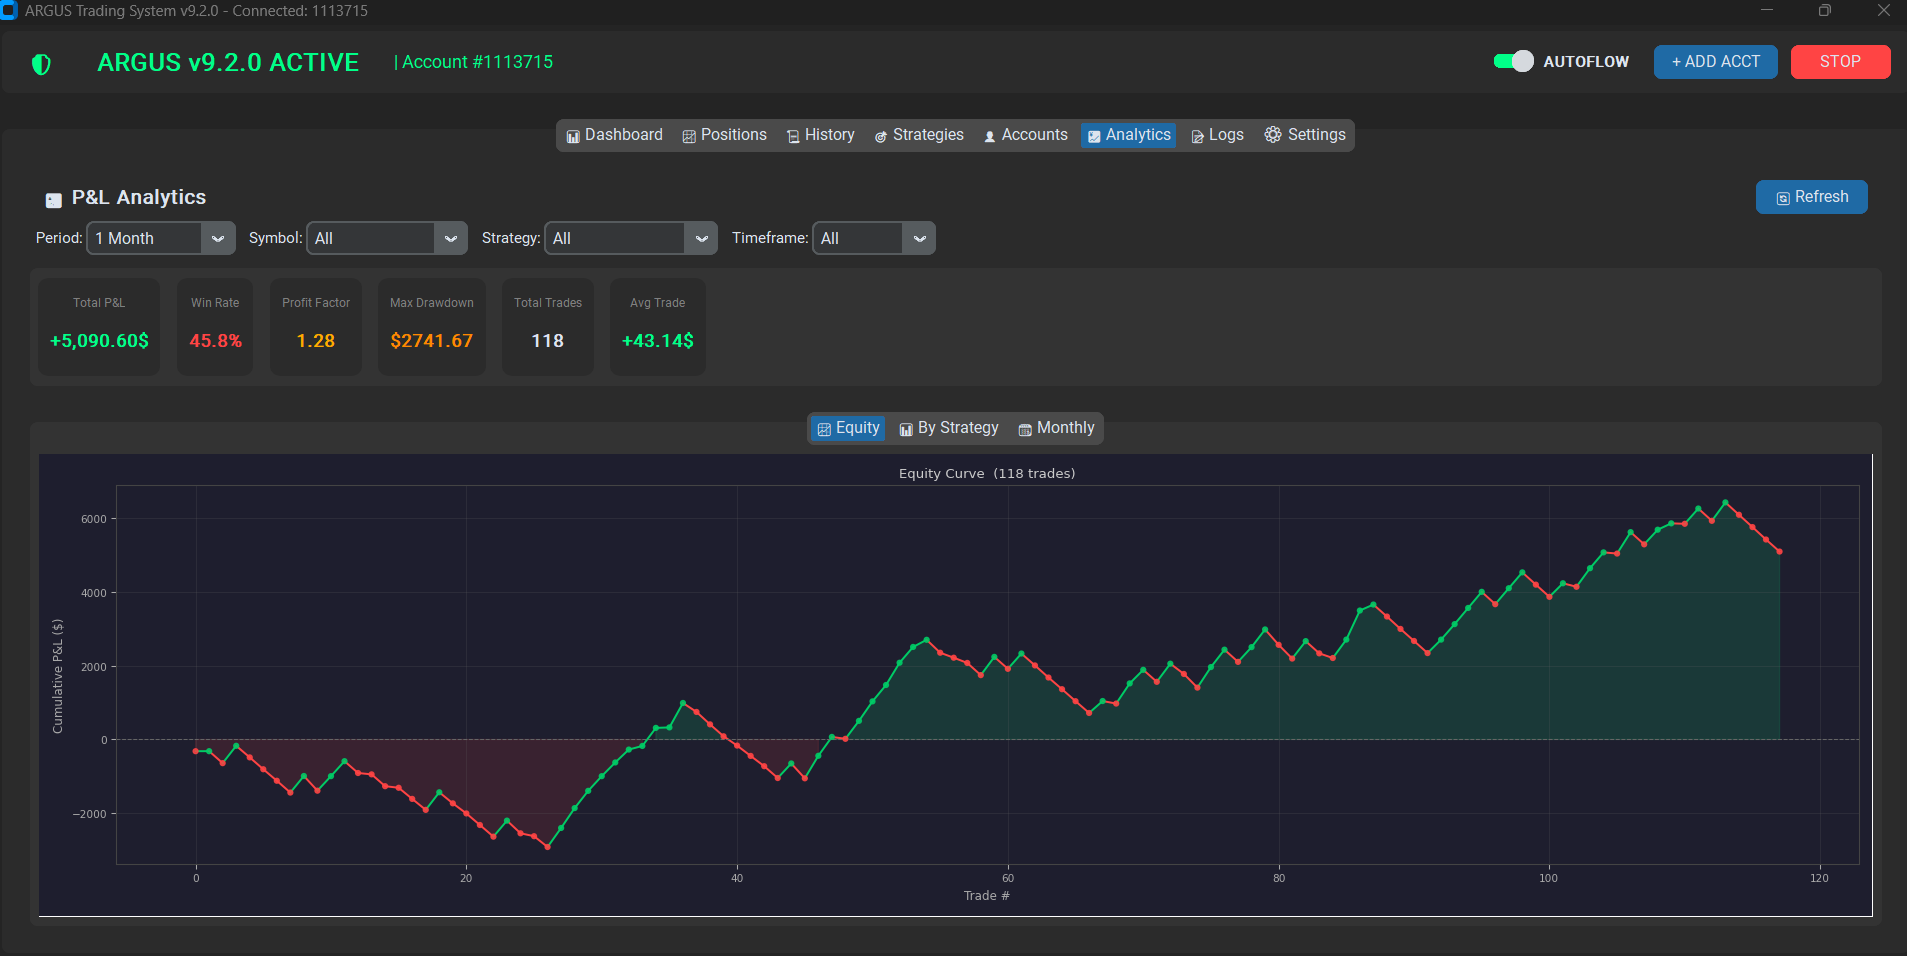 ARGUS Trading System v9.2.0 - Connected: 1113715
ARGUS v9.2.0 ACTIVE | Account #1113715 AUTOFLOW + ADD ACCT STOP
Dashboard Positions History Strategies Accounts Analytics Logs Settings
P&L Analytics Refresh
Period: 1 Month Symbol: All Strategy: All Timeframe: All
Total P&L Win Rate Profit Factor Max Drawdown Total Trades Avg Trade
+5,090.60$ 45.8% 1.28 $2741.67 118 +43.14$
Equity By Strategy Monthly
Equity Curve (118 trades)
6000
4000
2000
0
−2000
Cumulative P&L ($)
0 20 40 60 80 100 120
Trade #